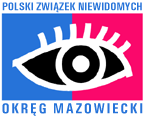 POLSKI ZWIĄZEK NIEWIDOMYCH
OKRĘG MAZOWIECKI